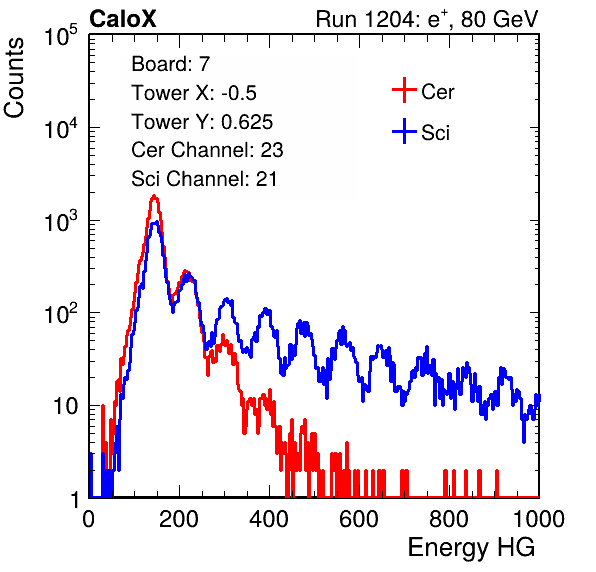 CaloX Run 1204: e⁺, 80 GeV
Counts
Board: 7
Tower X: -0.5
Tower Y: 0.625
Cer Channel: 23
Sci Channel: 21
Cer
Sci
10⁵
10⁴
10³
10²
10
1
0 200 400 600 800 1000
Energy HG